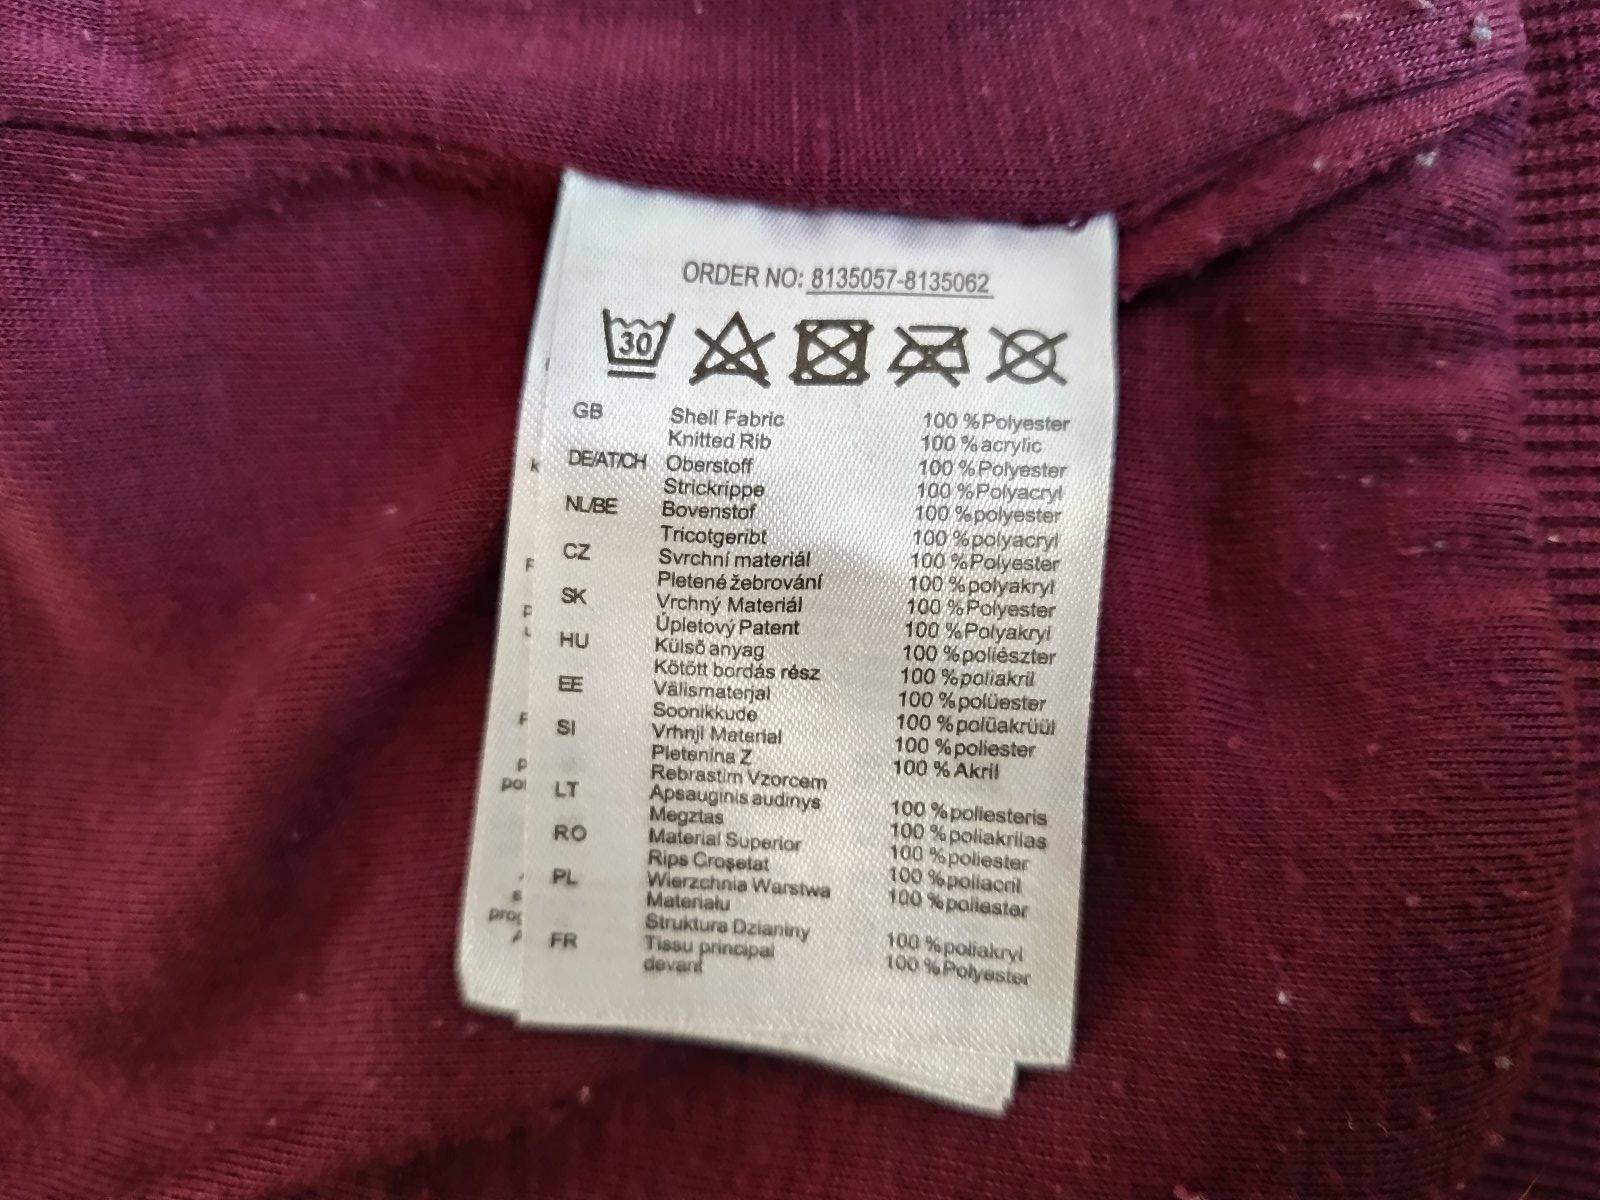 ORDER NO: 8135057-8135062
30
GB Shell Fabric 100 % Polyester
Knitted Rib 100 % acrylic
DE/AT/CH Oberstoff 100 % Polyester
Strickrippe 100 % Polyacryl
NL/BE Bovenstof 100 % polyester
Tricotgeribt 100 % polyacryl
CZ Svrchní materiál 100 % Polyester
Pletené žebrování 100 % polyakryl
SK Vrchný Materiál 100 % Polyester
Úpletový Patent 100 % Polyakryl
HU Külsõ anyag 100 % poliészter
Kötött bordás rész 100 % poliakril
EE Välismaterjal 100 % polüester
Soonikkude 100 % polüakrüül
SI Vrhnji Material 100 % poliester
Pletenina Z 100 % Akril
Rebrastim Vzorcem
LT Apsauginis audinys 100 % poliesteris
Megztas 100 % poliakrilas
RO Material Superior 100 % poliester
Rips Croșetat 100 % poliacril
PL Wierzchnia Warstwa 100 % poliester
Materiału
Struktura Dzianiny 100 % poliakryl
FR Tissu principal 100 % Polyester
devant